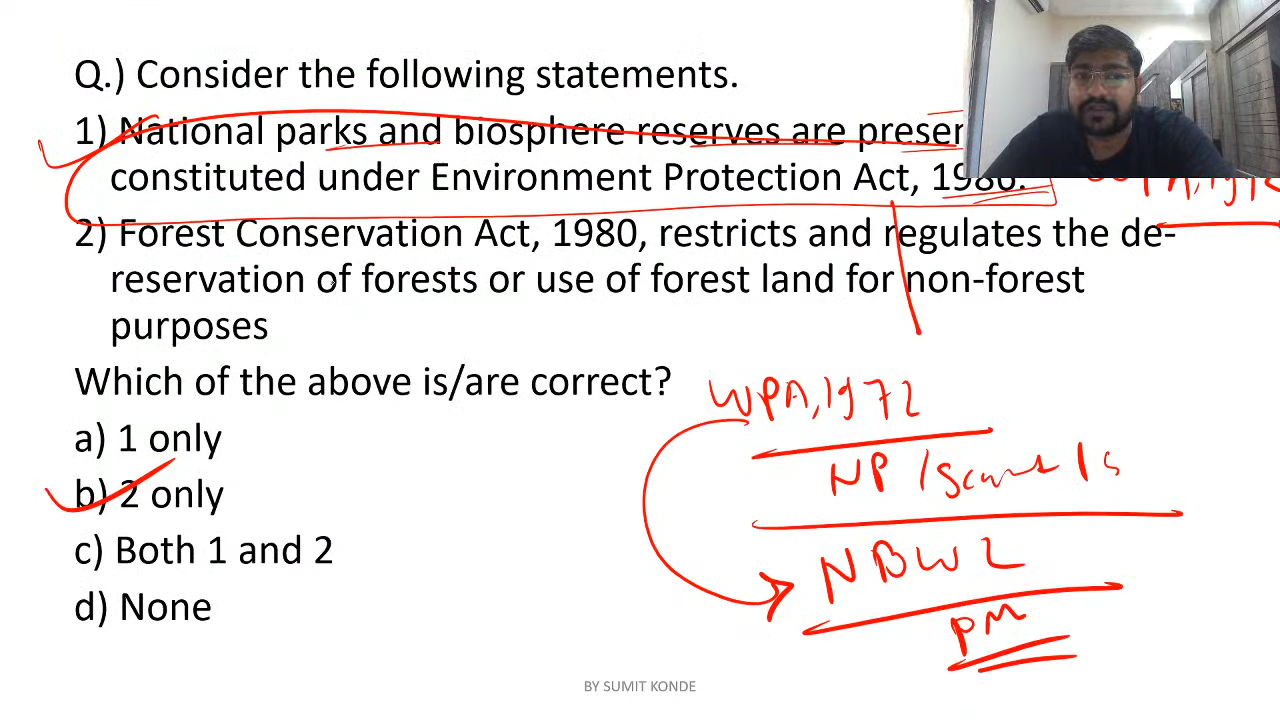 Q.) Consider the following statements.
1) National parks and biosphere reserves are
constituted under Environment Protection Act, 1986.
2) Forest Conservation Act, 1980, restricts and regulates the de-
reservation of forests or use of forest land for non-forest
purposes
Which of the above is/are correct?
WPA, 1972
a) 1 only
NP /
b) 2 only
c) Both 1 and 2
NBWL
d) None
PM
BY SUMIT KONDE